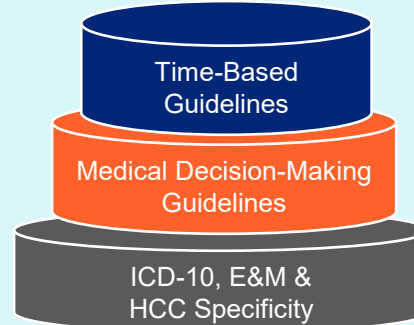 Time-Based
Guidelines
Medical Decision-Making
Guidelines
ICD-10, E&M &
HCC Specificity